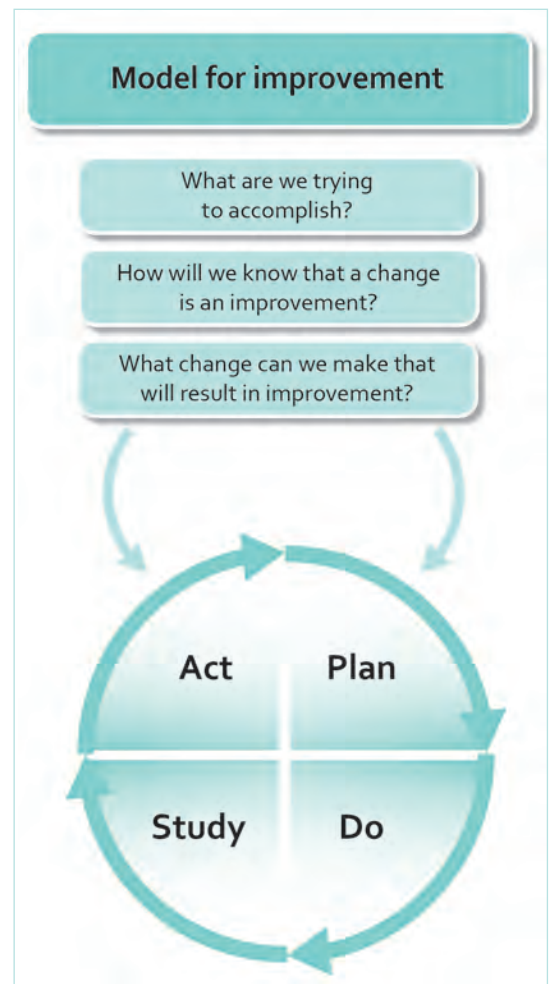 Model for improvement
What are we trying
to accomplish?
How will we know that a change
is an improvement?
What change can we make that
will result in improvement?
Act
Plan
Study
Do